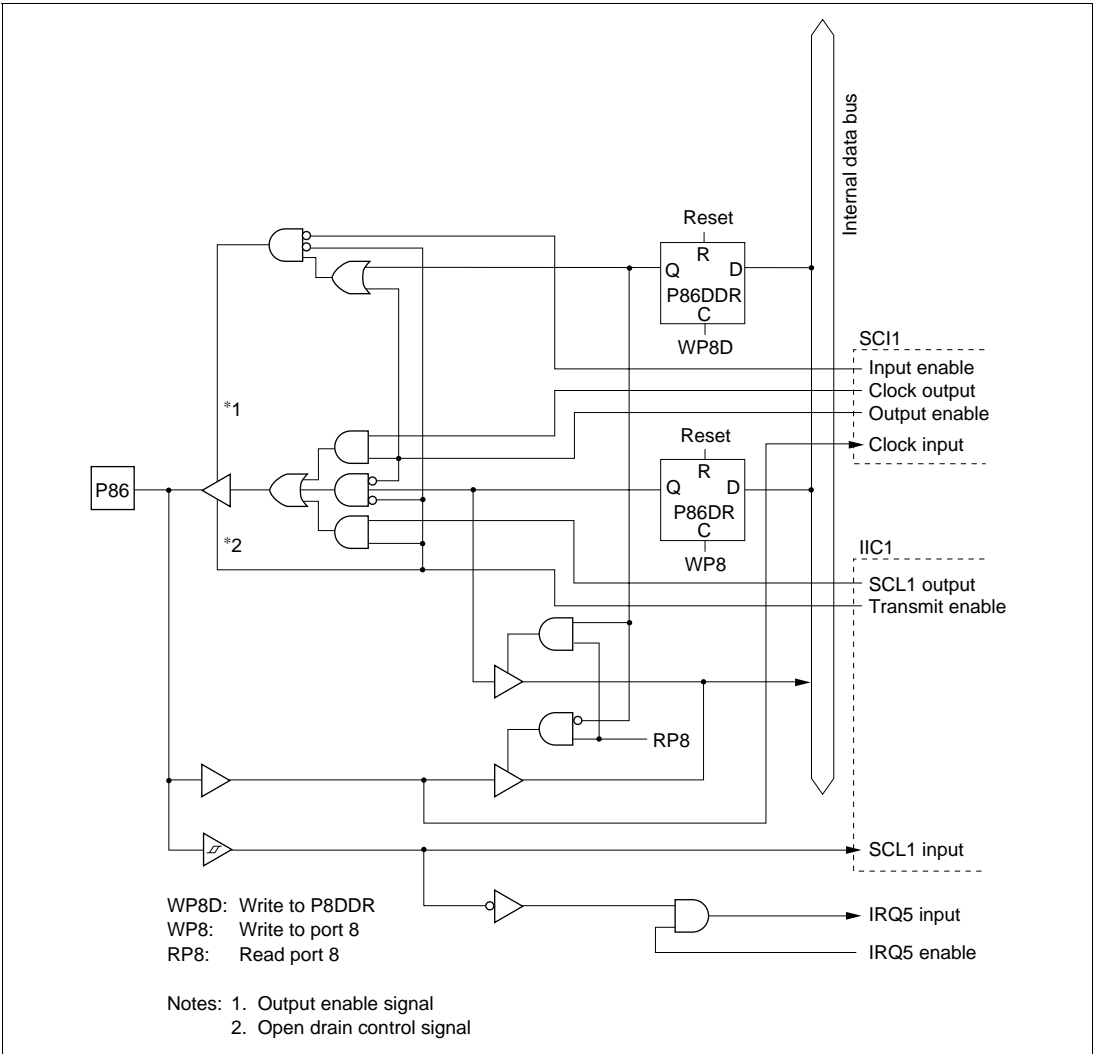 Internal data bus
Reset
R
Q D
P86DDR
C
WP8D
SCI1
Input enable
Clock output
Output enable
Clock input
*1
Reset
R
Q D
P86DR
C
WP8
P86
*2
IIC1
SCL1 output
Transmit enable
RP8
SCL1 input
IRQ5 input
IRQ5 enable
WP8D: Write to P8DDR
WP8: Write to port 8
RP8: Read port 8
Notes: 1. Output enable signal
2. Open drain control signal